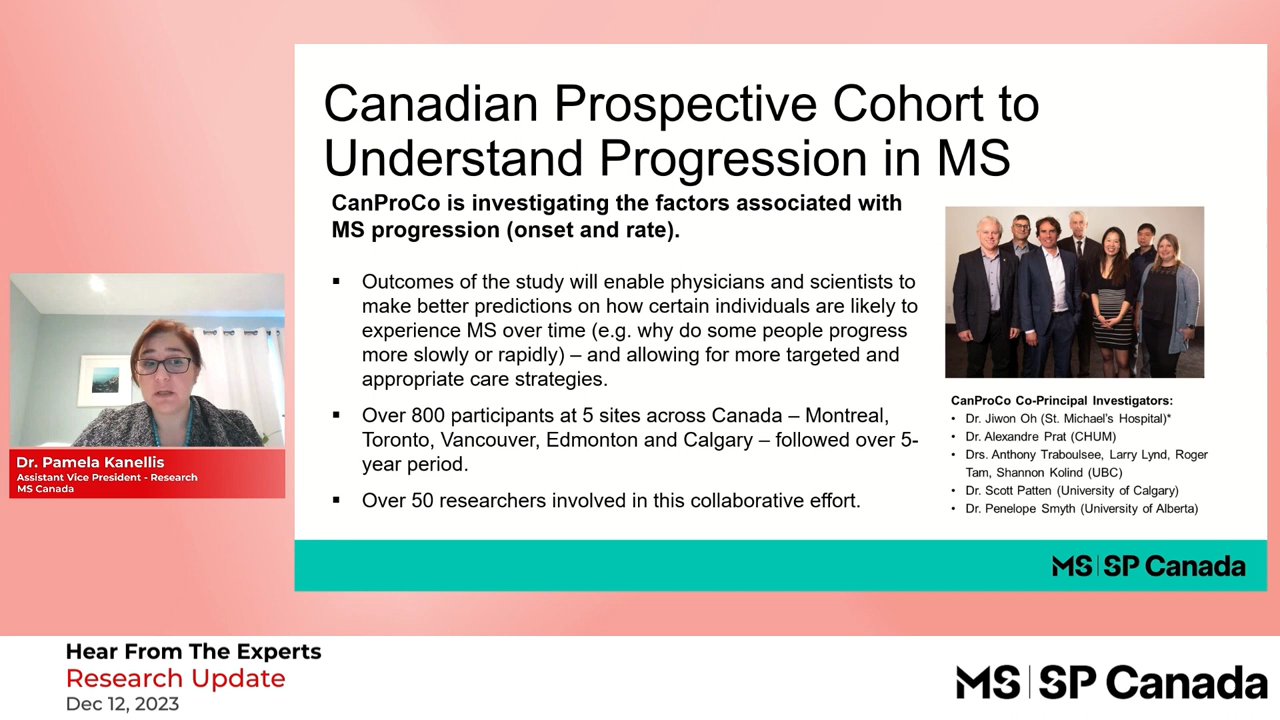 Canadian Prospective Cohort to
Understand Progression in MS
CanProCo is investigating the factors associated with
MS progression (onset and rate).
▪ Outcomes of the study will enable physicians and scientists to
make better predictions on how certain individuals are likely to
experience MS over time (e.g. why do some people progress
more slowly or rapidly) – and allowing for more targeted and
appropriate care strategies.
▪ Over 800 participants at 5 sites across Canada – Montreal,
Toronto, Vancouver, Edmonton and Calgary – followed over 5-
year period.
▪ Over 50 researchers involved in this collaborative effort.
CanProCo Co-Principal Investigators:
• Dr. Jiwon Oh (St. Michael's Hospital)*
• Dr. Alexandre Prat (CHUM)
• Drs. Anthony Traboulsee, Larry Lynd, Roger
Tam, Shannon Kolind (UBC)
• Dr. Scott Patten (University of Calgary)
• Dr. Penelope Smyth (University of Alberta)
MS | SP Canada
Dr. Pamela Kanellis
Assistant Vice President - Research
MS Canada
Hear From The Experts
Research Update
Dec 12, 2023
MS | SP Canada